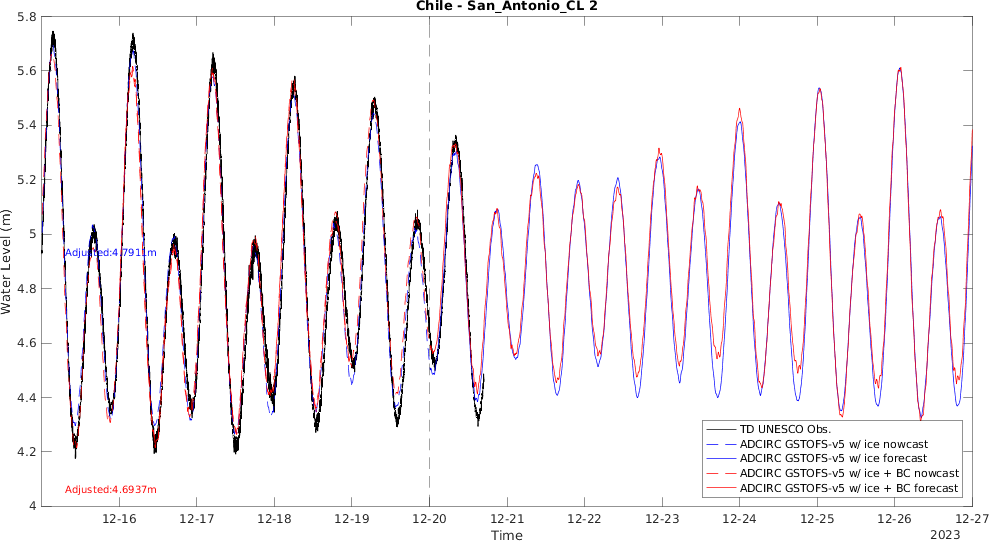 Chile - San_Antonio_CL 2
5.8
5.6
5.4
5.2
5
4.8
4.6
4.4
4.2
4
Water Level (m)
Adjusted:4.7911m
Adjusted:4.6937m
TD UNESCO Obs.
ADCIRC GSTOFS-v5 w/ ice nowcast
ADCIRC GSTOFS-v5 w/ ice forecast
ADCIRC GSTOFS-v5 w/ ice + BC nowcast
ADCIRC GSTOFS-v5 w/ ice + BC forecast
12-16 12-17 12-18 12-19 12-20 12-21 12-22 12-23 12-24 12-25 12-26 12-27
Time
2023